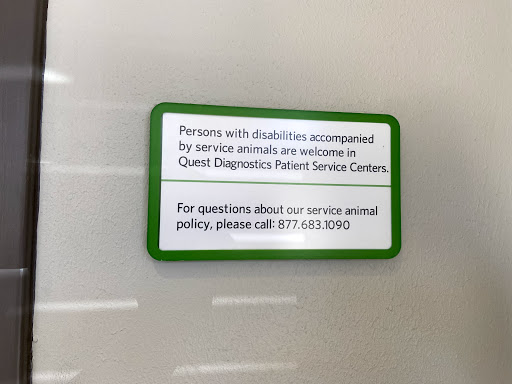 Persons with disabilities accompanied
by service animals are welcome in
Quest Diagnostics Patient Service Centers.
For questions about our service animal
policy, please call: 877.683.1090